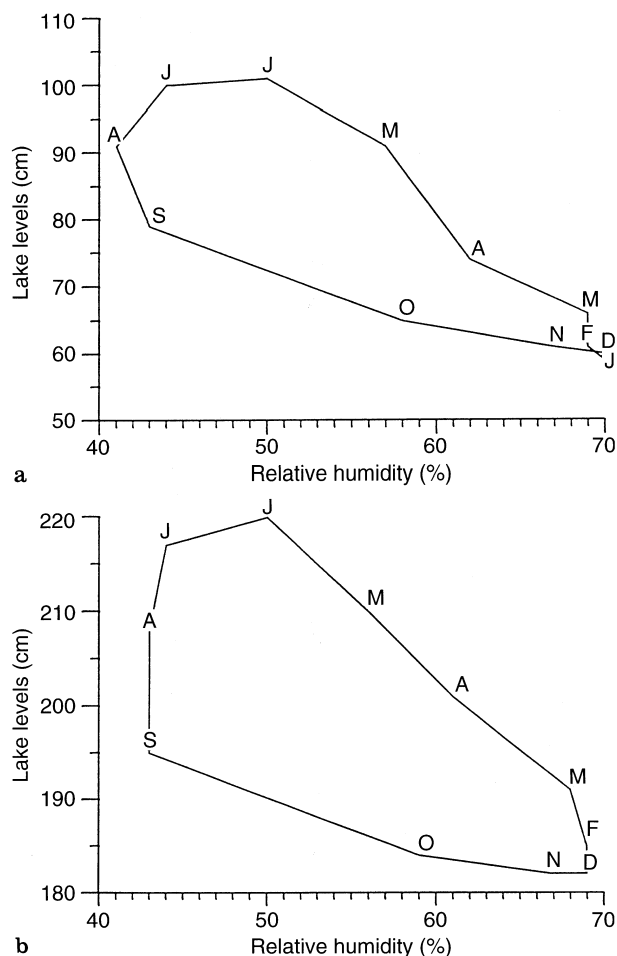 110
100
90
80
70
60
50
40
50
60
70
Lake levels (cm)
Relative humidity (%)
J
J
A
M
S
A
O
M
N
F
D
J
a
220
210
200
190
180
40
50
60
70
Lake levels (cm)
Relative humidity (%)
J
J
A
M
A
S
M
O
F
N
D
b